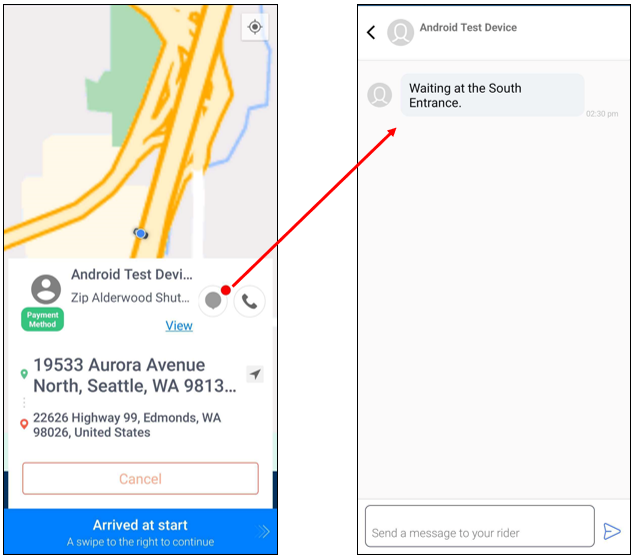 Android Test Devi...
Zip Alderwood Shut...
Payment
Method
View
19533 Aurora Avenue
North, Seattle, WA 9813...
22626 Highway 99, Edmonds, WA
98026, United States
Cancel
Arrived at start
A swipe to the right to continue
Android Test Device
Waiting at the South
Entrance.
02:30 pm
Send a message to your rider